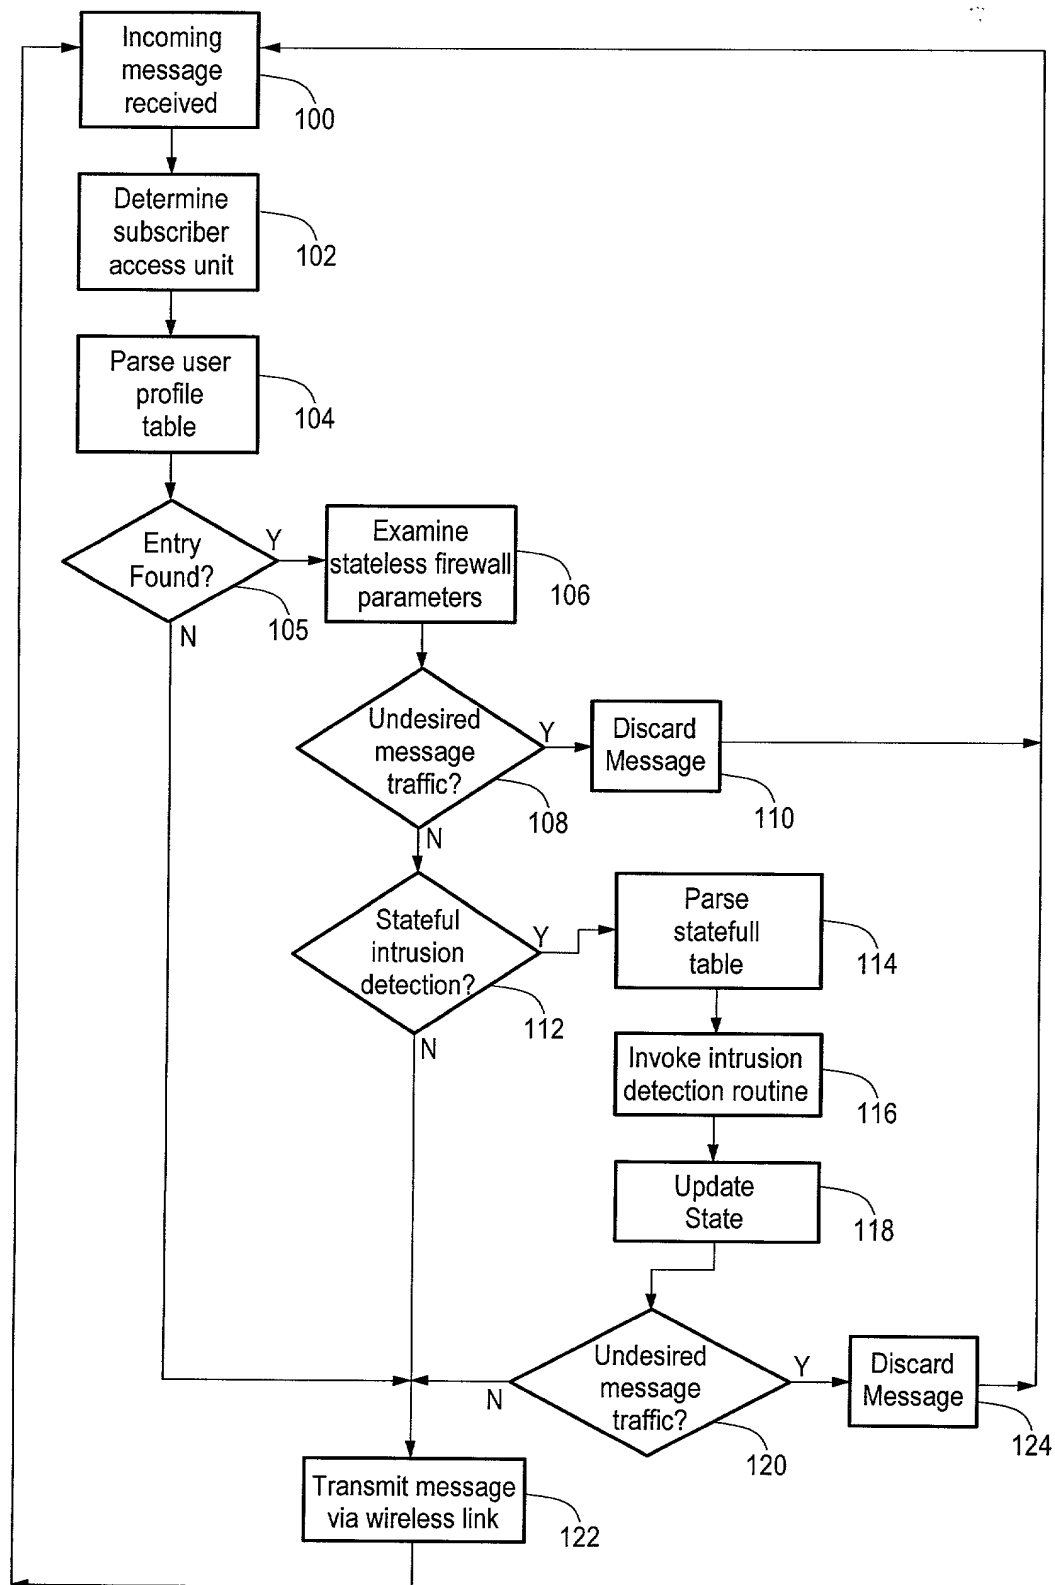 Incoming
message
received
100
Determine
subscriber
access unit
102
Parse user
profile
table
104
Entry
Found?
Y
N
105
Examine
stateless firewall
parameters
106
Undesired
message
traffic?
Y
N
108
Discard
Message
110
Stateful
intrusion
detection?
Y
N
112
Parse
statefull
table
114
Invoke intrusion
detection routine
116
Update
State
118
Undesired
message
traffic?
Y
N
120
Discard
Message
124
Transmit message
via wireless link
122